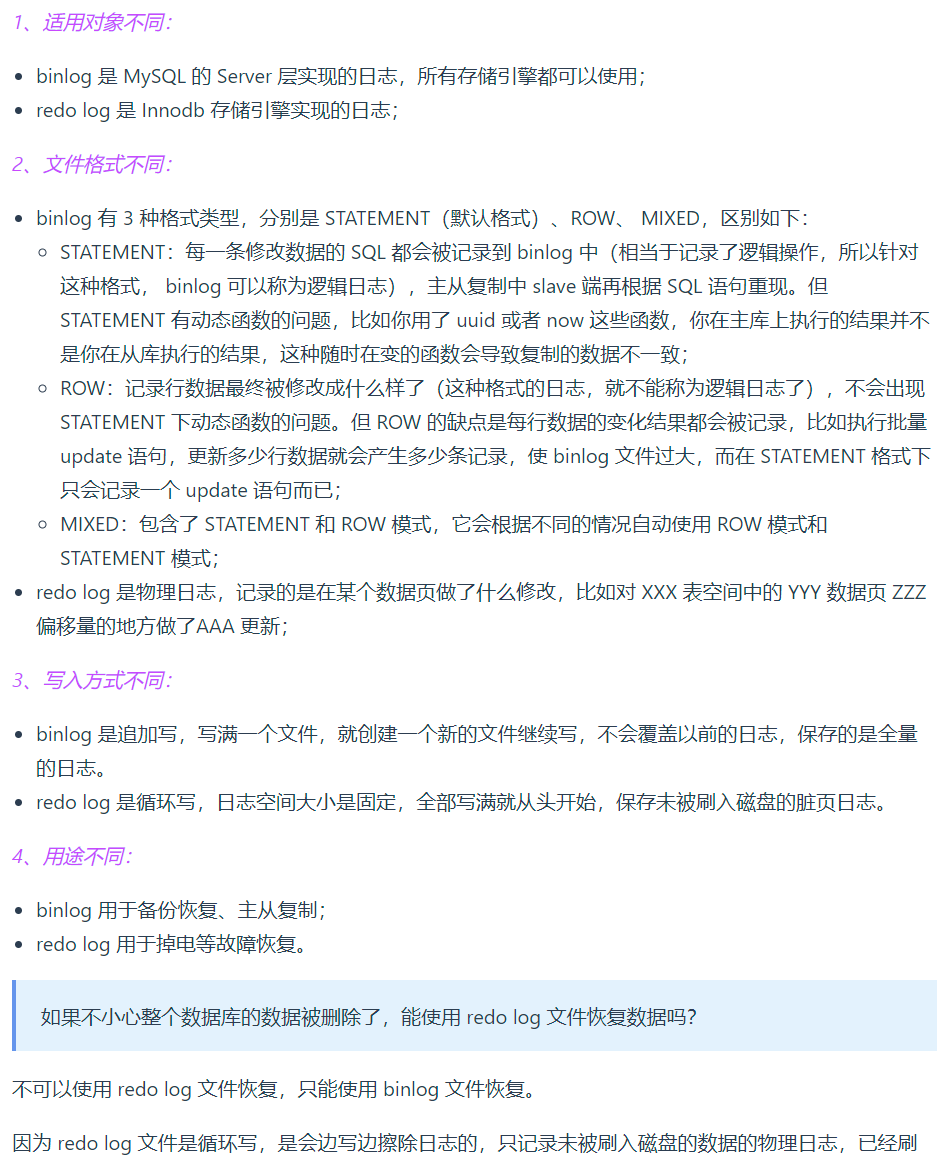 1、适用对象不同：
binlog 是 MySQL 的 Server 层实现的日志，所有存储引擎都可以使用；
redo log 是 Innodb 存储引擎实现的日志；
2、文件格式不同：
binlog 有 3 种格式类型，分别是 STATEMENT（默认格式）、ROW、 MIXED，区别如下：
STATEMENT：每一条修改数据的 SQL 都会被记录到 binlog 中（相当于记录了逻辑操作，所以针对
这种格式， binlog 可以称为逻辑日志），主从复制中 slave 端再根据 SQL 语句重现。但
STATEMENT 有动态函数的问题，比如你用了 uuid 或者 now 这些函数，你在主库上执行的结果并不
是你在从库执行的结果，这种随时在变的函数会导致复制的数据不一致；
ROW：记录行数据最终被修改成什么样了（这种格式的日志，就不能称为逻辑日志了），不会出现
STATEMENT 下动态函数的问题。但 ROW 的缺点是每行数据的变化结果都会被记录，比如执行批量
update 语句，更新多少行数据就会产生多少条记录，使 binlog 文件过大，而在 STATEMENT 格式下
只会记录一个 update 语句而已；
MIXED：包含了 STATEMENT 和 ROW 模式，它会根据不同的情况自动使用 ROW 模式和
STATEMENT 模式；
redo log 是物理日志，记录的是在某个数据页做了什么修改，比如对 XXX 表空间中的 YYY 数据页 ZZZ
偏移量的地方做了AAA 更新；
3、写入方式不同：
binlog 是追加写，写满一个文件，就创建一个新的文件继续写，不会覆盖以前的日志，保存的是全量
的日志。
redo log 是循环写，日志空间大小是固定，全部写满就从头开始，保存未被刷入磁盘的脏页日志。
4、用途不同：
binlog 用于备份恢复、主从复制；
redo log 用于掉电等故障恢复。
如果不小心整个数据库的数据被删除了，能使用 redo log 文件恢复数据吗？
不可以使用 redo log 文件恢复，只能使用 binlog 文件恢复。
因为 redo log 文件是循环写，是会边写边擦除日志的，只记录未被刷入磁盘的数据的物理日志，已经刷